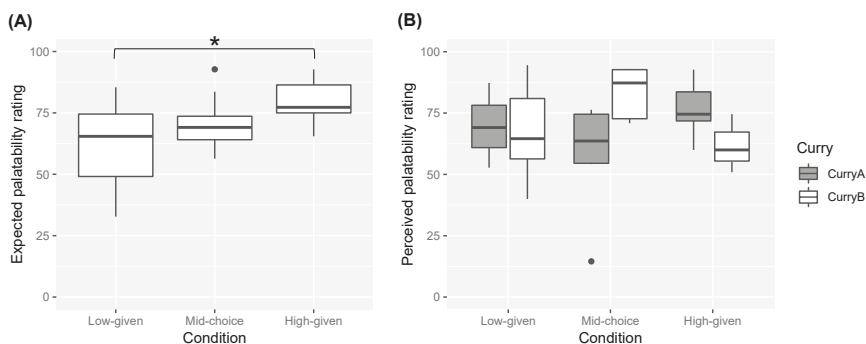 (A)
*
Expected palatability rating
100
75
50
25
0
Low-given Mid-choice High-given
Condition
(B)
Perceived palatability rating
100
75
50
25
0
Low-given Mid-choice High-given
Condition
Curry
CurryA
CurryB